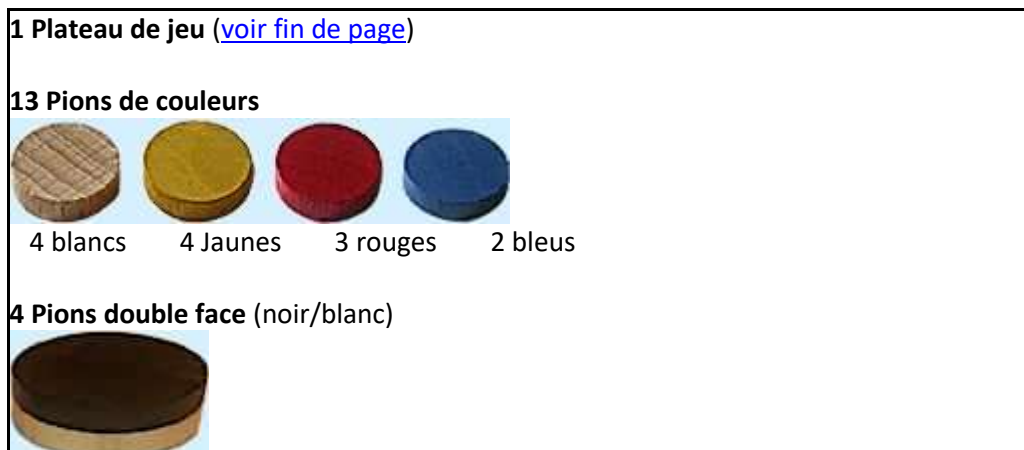 1 Plateau de jeu (voir fin de page)
13 Pions de couleurs
4 blancs 4 Jaunes 3 rouges 2 bleus
4 Pions double face (noir/blanc)